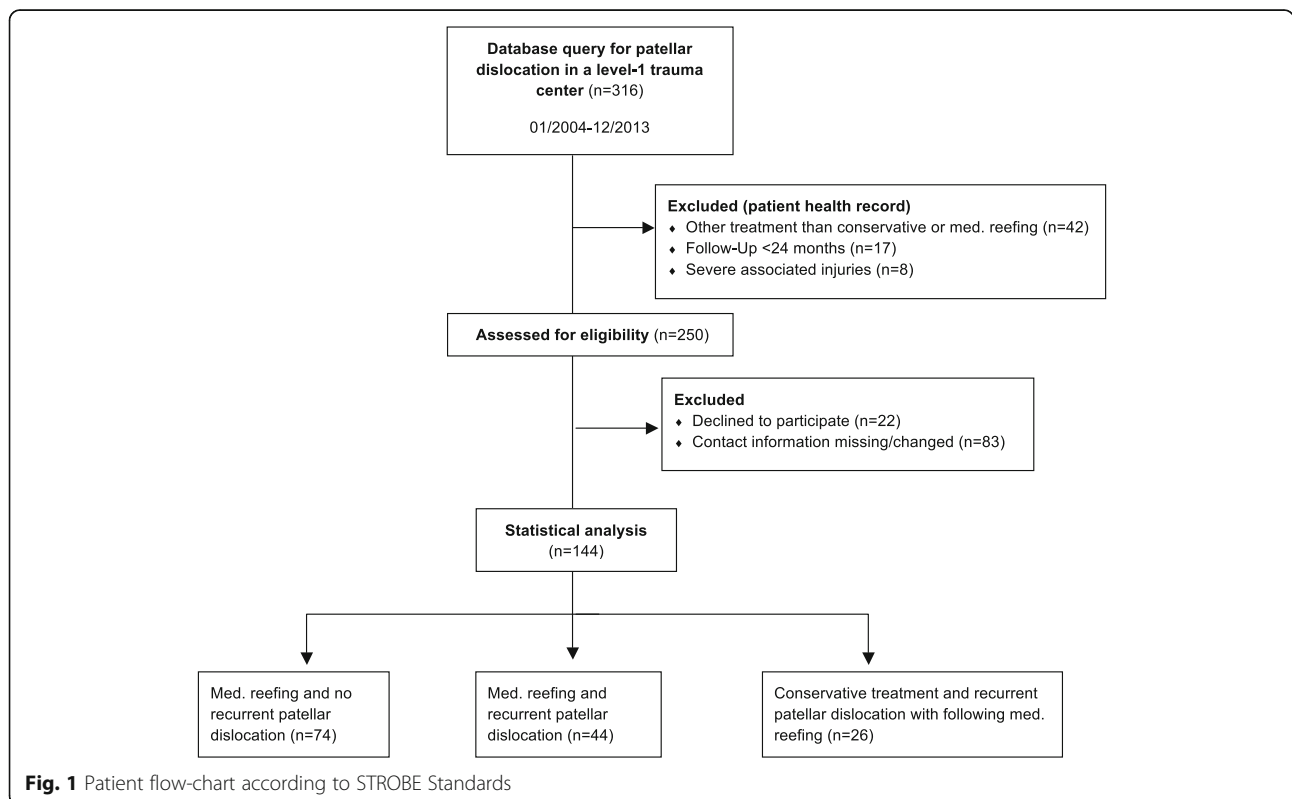 Database query for patellar
dislocation in a level-1 trauma
center (n=316)
01/2004-12/2013
Excluded (patient health record)
♦ Other treatment than conservative or med. reefing (n=42)
♦ Follow-Up <24 months (n=17)
♦ Severe associated injuries (n=8)
Assessed for eligibility (n=250)
Excluded
♦ Declined to participate (n=22)
♦ Contact information missing/changed (n=83)
Statistical analysis
(n=144)
Med. reefing and no
recurrent patellar
dislocation (n=74)
Med. reefing and
recurrent patellar
dislocation (n=44)
Conservative treatment and recurrent
patellar dislocation with following med.
reefing (n=26)
Fig. 1 Patient flow-chart according to STROBE Standards